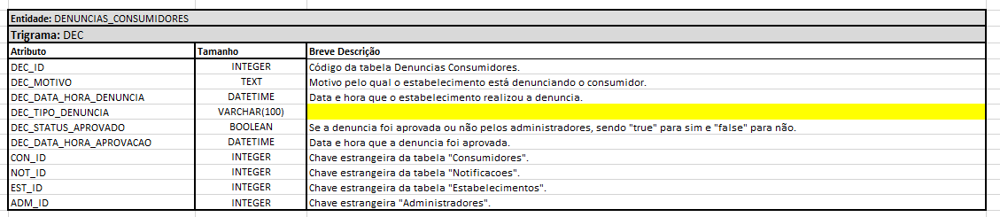 Entidade: DENUNCIAS_CONSUMIDORES
Trigrama: DEC
Atributo Tamanho Breve Descrição
DEC_ID INTEGER Código da tabela Denuncias Consumidores.
DEC_MOTIVO TEXT Motivo pelo qual o estabelecimento está denunciando o consumidor.
DEC_DATA_HORA_DENUNCIA DATETIME Data e hora que o estabelecimento realizou a denuncia.
DEC_TIPO_DENUNCIA VARCHAR(100)
DEC_STATUS_APROVADO BOOLEAN Se a denuncia foi aprovada ou não pelos administradores, sendo "true" para sim e "false" para não.
DEC_DATA_HORA_APROVACAO DATETIME Data e hora que a denuncia foi aprovada.
CON_ID INTEGER Chave estrangeira da tabela "Consumidores".
NOT_ID INTEGER Chave estrangeira da tabela "Notificacoes".
EST_ID INTEGER Chave estrangeira da tabela "Estabelecimentos".
ADM_ID INTEGER Chave estrangeira "Administradores".